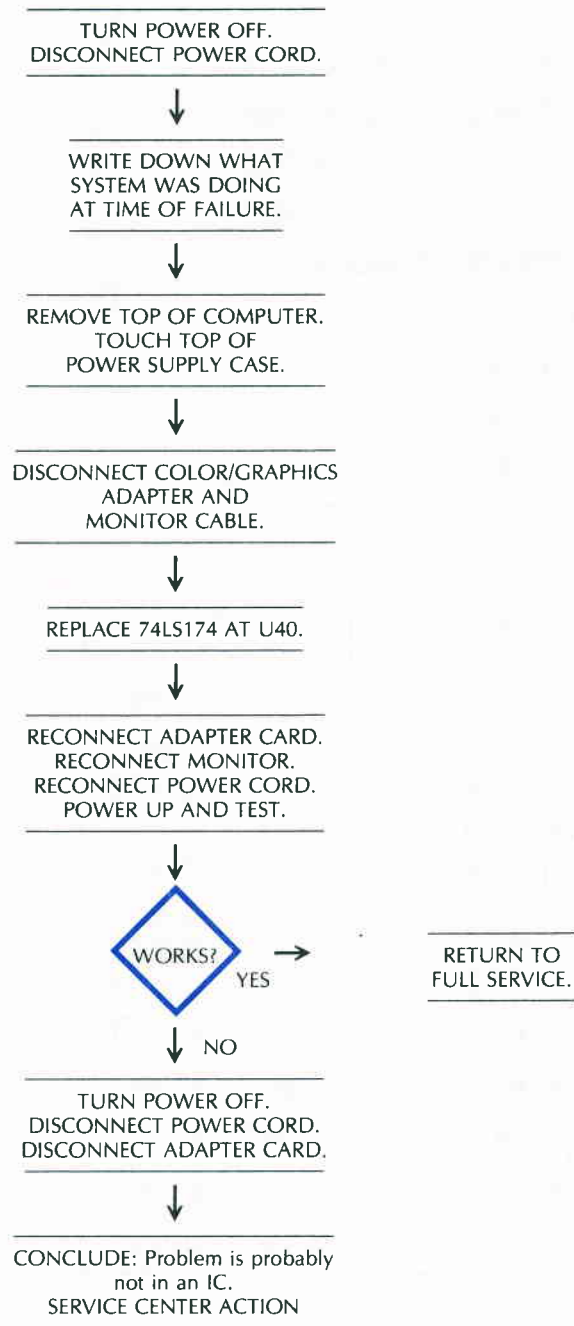 TURN POWER OFF.
DISCONNECT POWER CORD.
WRITE DOWN WHAT
SYSTEM WAS DOING
AT TIME OF FAILURE.
REMOVE TOP OF COMPUTER.
TOUCH TOP OF
POWER SUPPLY CASE.
DISCONNECT COLOR/GRAPHICS
ADAPTER AND
MONITOR CABLE.
REPLACE 74LS174 AT U40.
RECONNECT ADAPTER CARD.
RECONNECT MONITOR.
RECONNECT POWER CORD.
POWER UP AND TEST.
WORKS?
YES
RETURN TO
FULL SERVICE.
NO
TURN POWER OFF.
DISCONNECT POWER CORD.
DISCONNECT ADAPTER CARD.
CONCLUDE: Problem is probably
not in an IC.
SERVICE CENTER ACTION